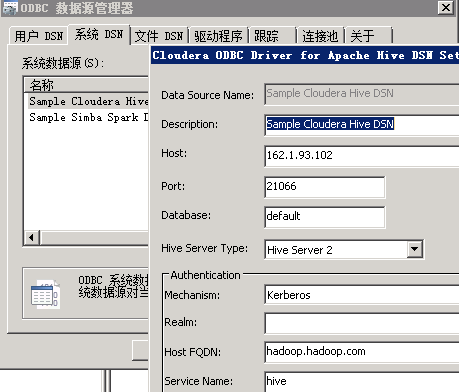 ODBC 数据源管理器
用户 DSN
系统 DSN
文件 DSN
驱动程序
跟踪
连接池
关于
系统数据源(S):
名称
Sample Cloudera Hive
Sample Simba Spark D
ODBC 系统数据
统数据源对当
Cloudera ODBC Driver for Apache Hive DSN Set
Data Source Name:
Sample Cloudera Hive DSN
Description:
Sample Cloudera Hive DSN
Host:
162.1.93.102
Port:
21066
Database:
default
Hive Server Type:
Hive Server 2
Authentication
Mechanism:
Kerberos
Realm:
Host FQDN:
hadoop.hadoop.com
Service Name:
hive